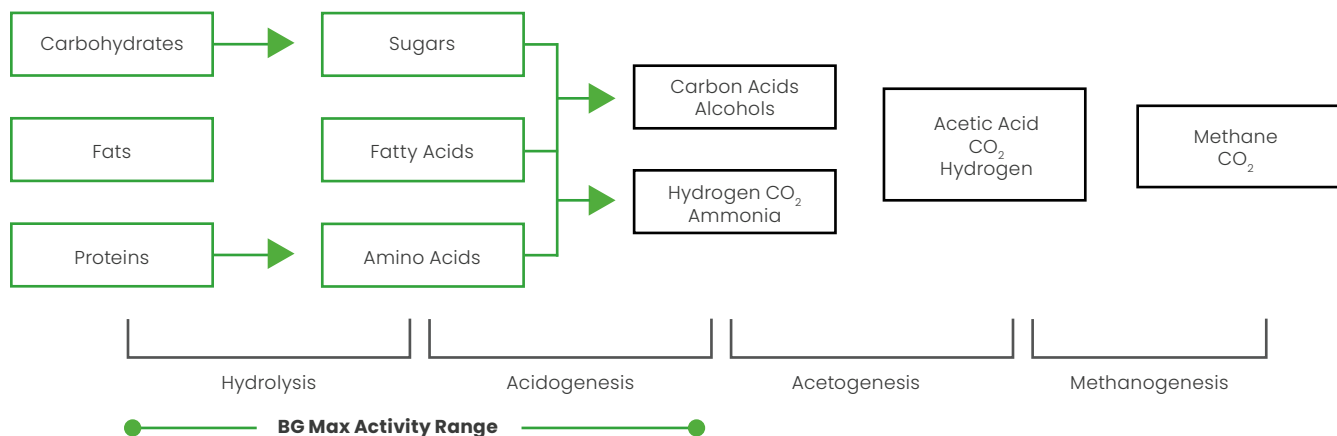 Carbohydrates
Sugars
Carbon Acids
Alcohols
Acetic Acid
CO₂
Hydrogen
Methane
CO₂
Fats
Fatty Acids
Hydrogen CO₂
Ammonia
Proteins
Amino Acids
Hydrolysis
Acidogenesis
Acetogenesis
Methanogenesis
BG Max Activity Range